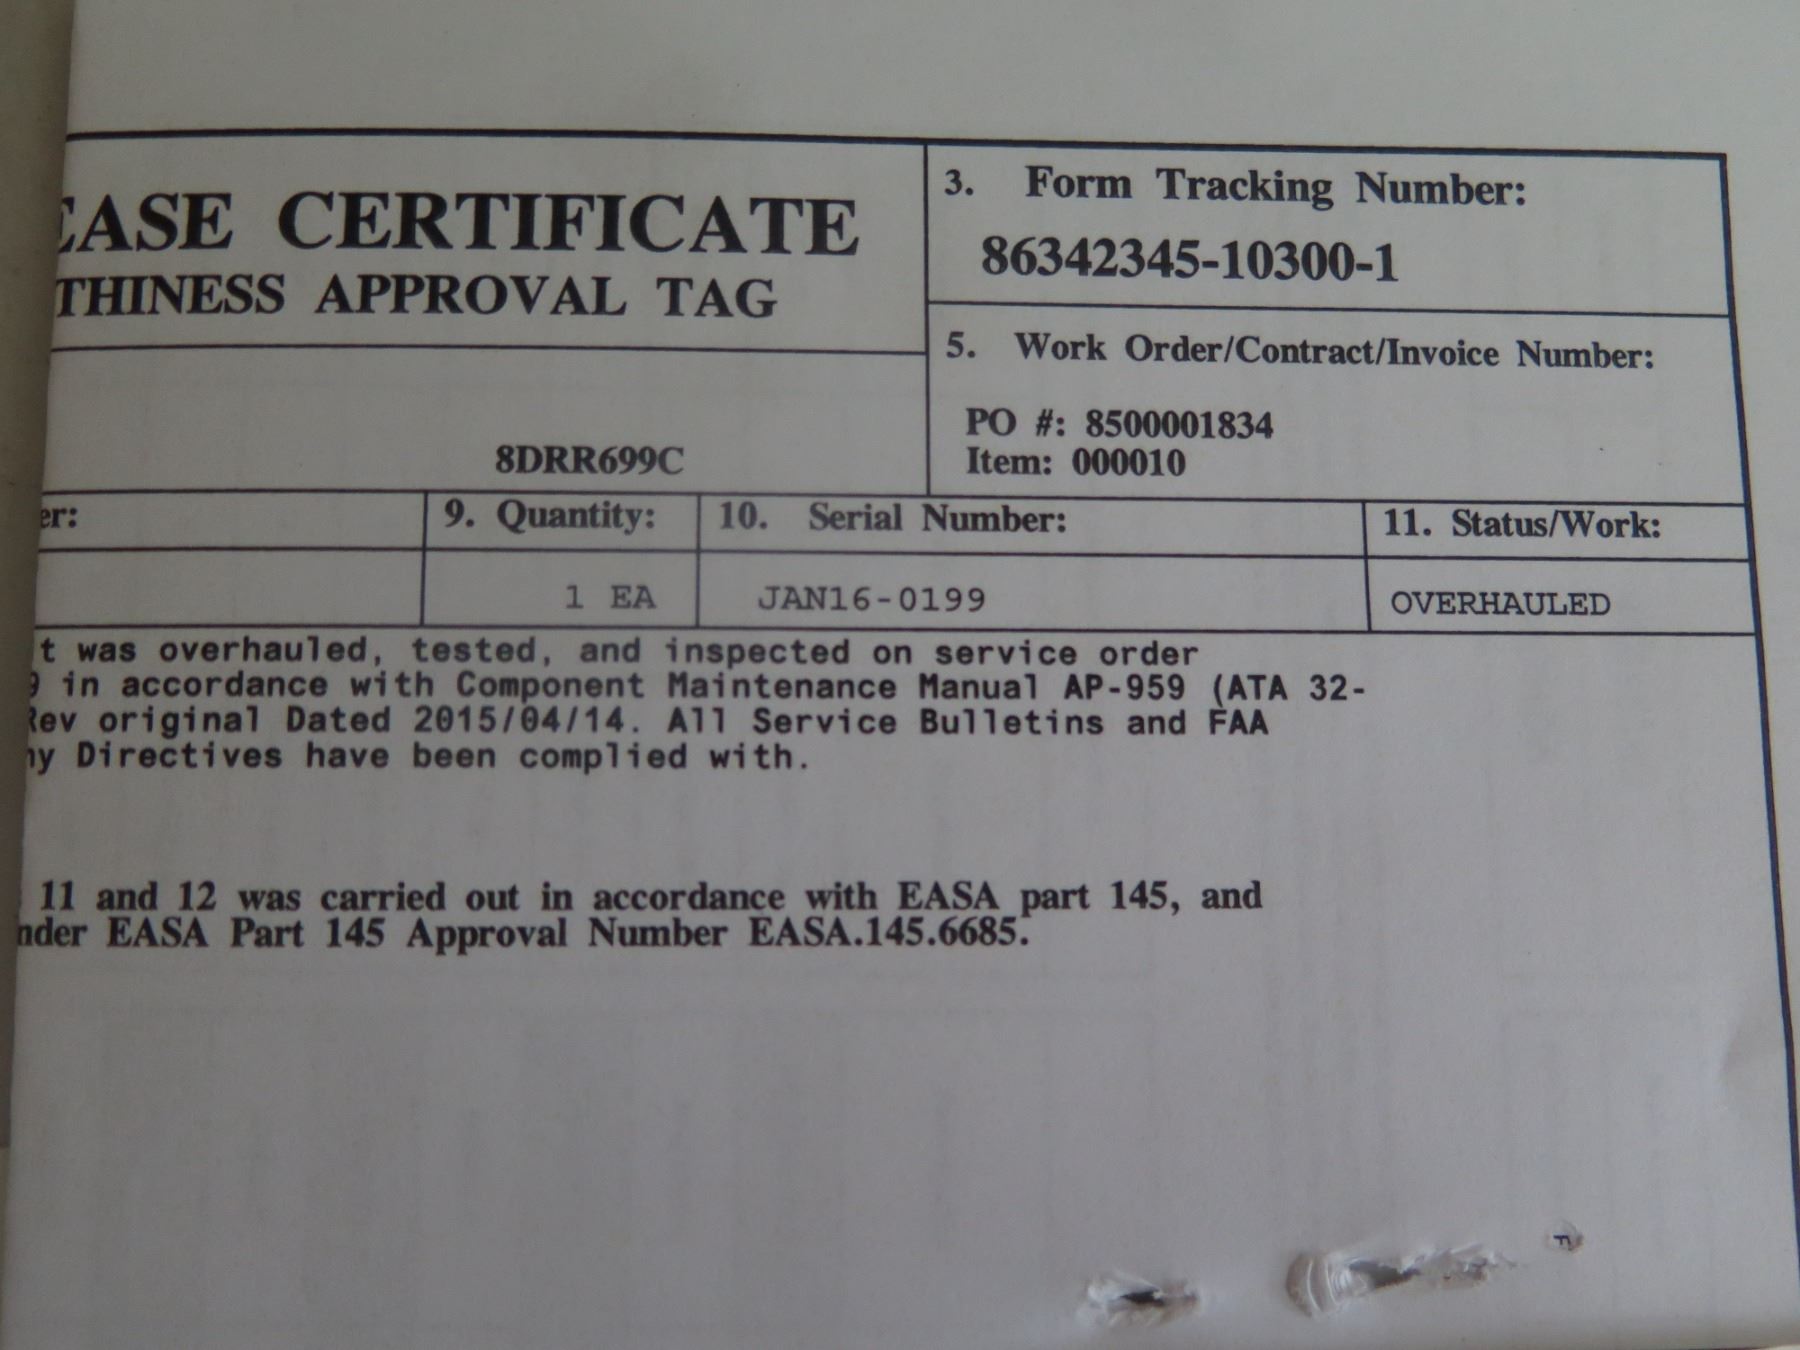 EASE CERTIFICATE
THINESS APPROVAL TAG
3. Form Tracking Number:
86342345-10300-1
5. Work Order/Contract/Invoice Number:
PO #: 8500001834
Item: 000010
8DRR699C
er:
9. Quantity:
10. Serial Number:
11. Status/Work:
1 EA
JAN16-0199
OVERHAULED
t was overhauled, tested, and inspected on service order
9 in accordance with Component Maintenance Manual AP-959 (ATA 32-
Rev original Dated 2015/04/14. All Service Bulletins and FAA
ny Directives have been complied with.
11 and 12 was carried out in accordance with EASA part 145, and
nder EASA Part 145 Approval Number EASA.145.6685.